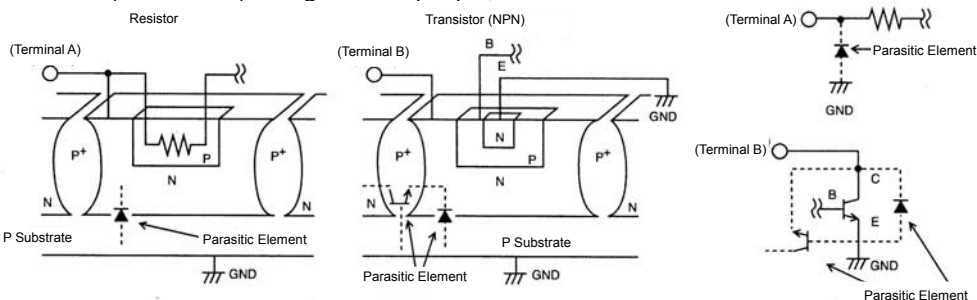 Resistor
(Terminal A)
P+
P
N
P+
N
N
P Substrate
Parasitic Element
GND
Transistor (NPN)
(Terminal B)
B
E
GND
P+
N
P
N
P+
N
N
P Substrate
Parasitic Element
GND
(Terminal A)
Parasitic Element
GND
(Terminal B)
C
B
E
GND
Parasitic Element